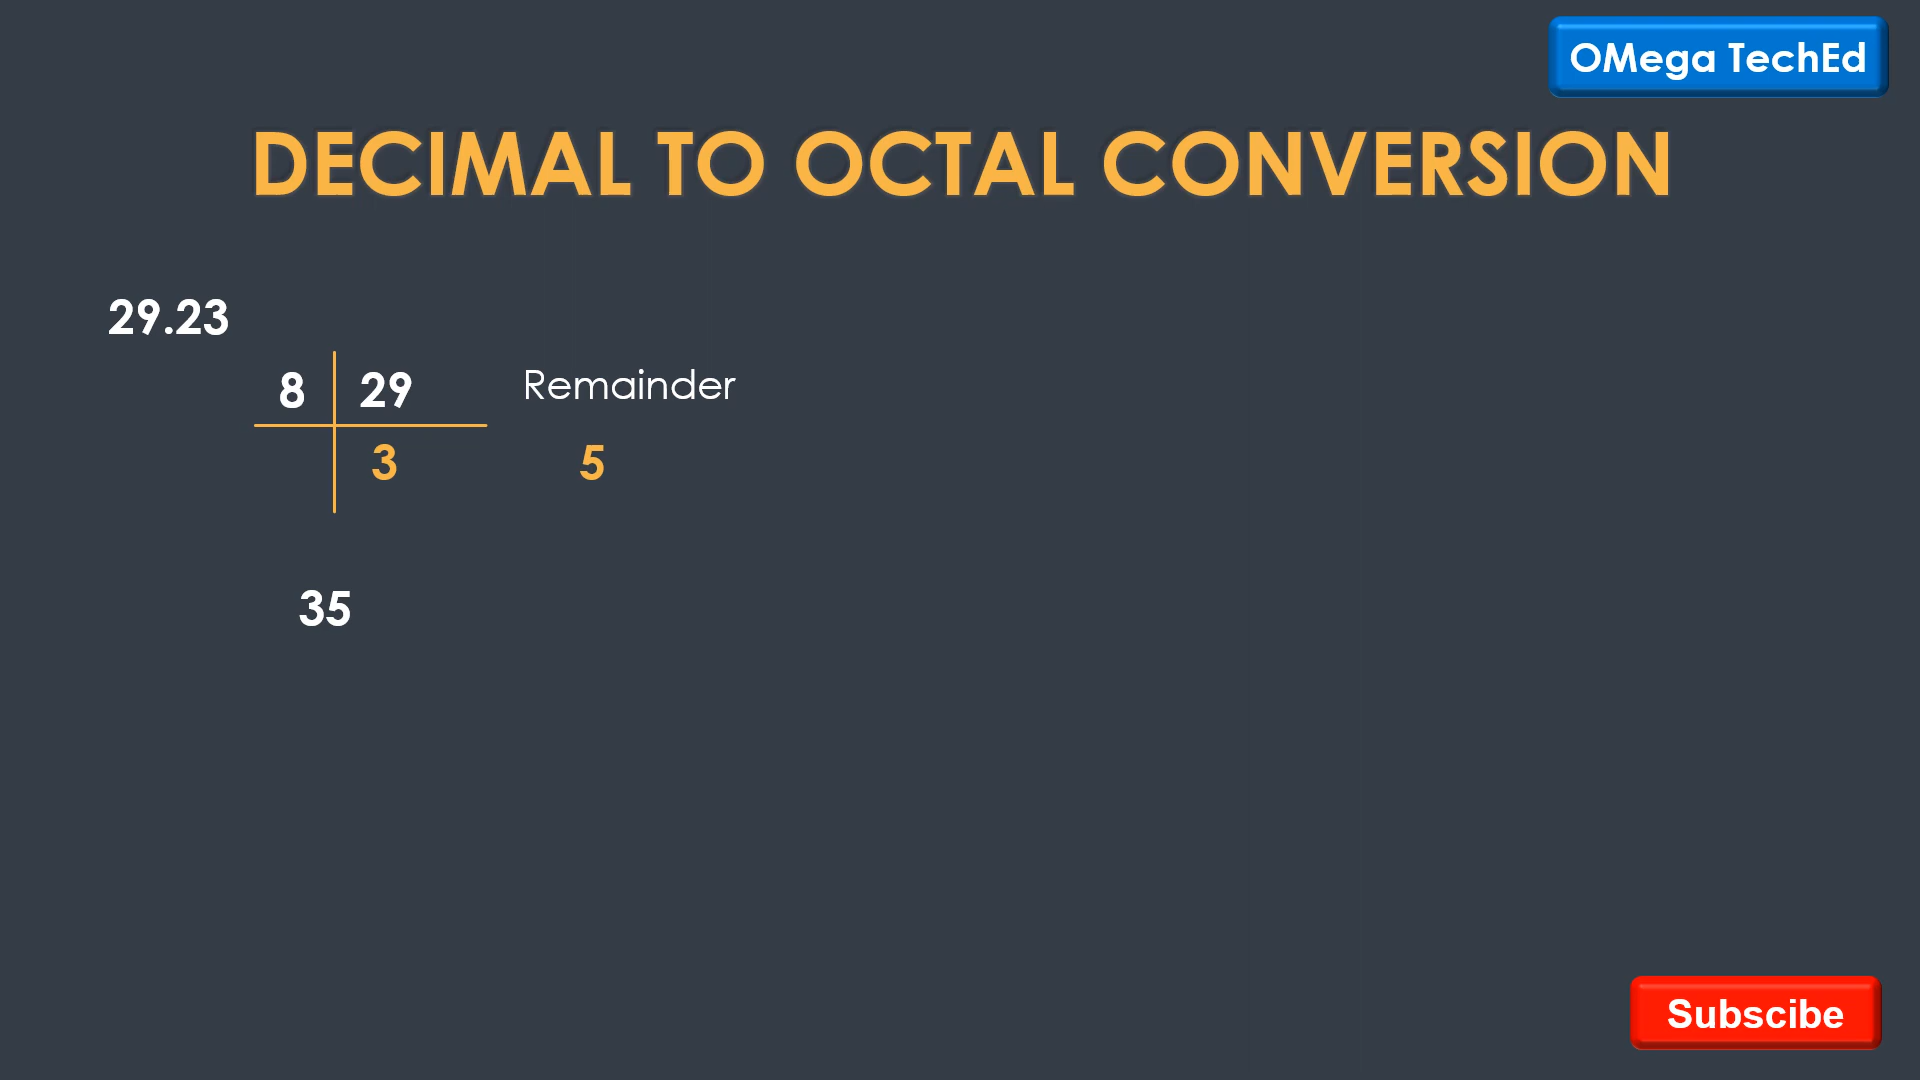 OMega TechEd
DECIMAL TO OCTAL CONVERSION
29.23
8 29 Remainder
3 5
35
Subscibe